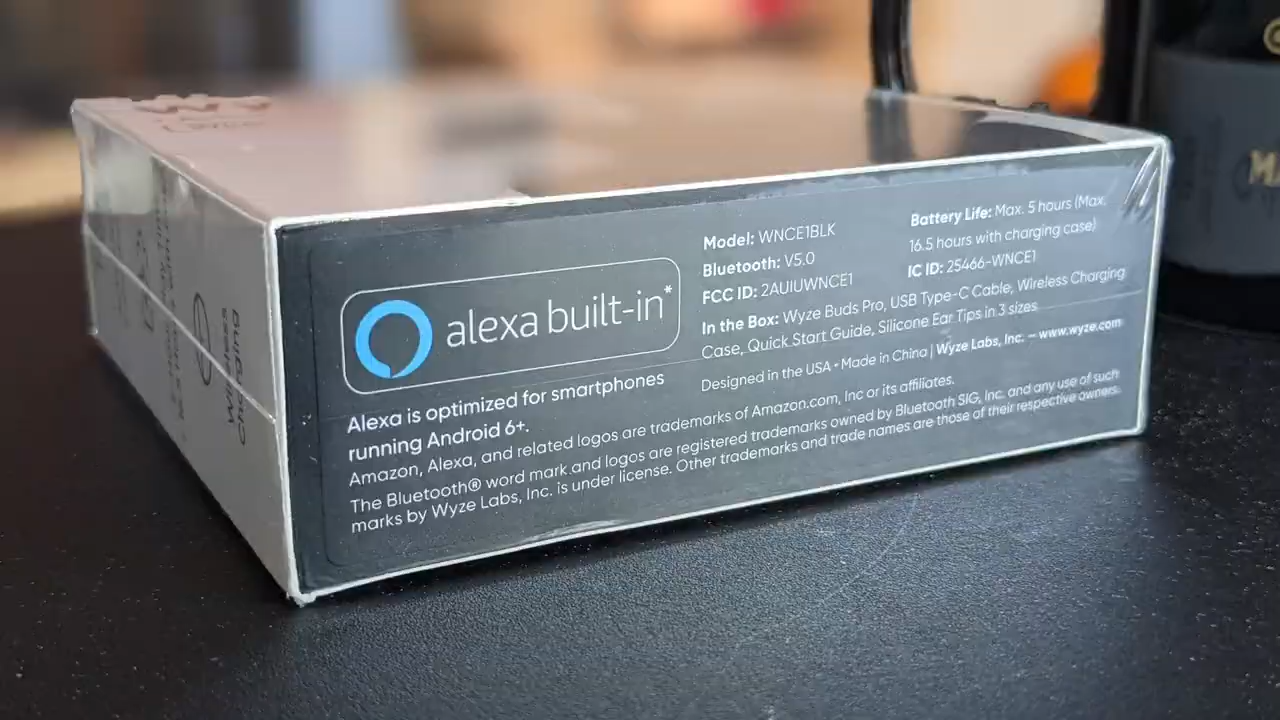 alexa built-in*
Alexa is optimized for smartphones
running Android 6+.
Model: WNCE1BLK
Bluetooth: V5.0
FCC ID: 2AUIUWNCE1
Battery Life: Max. 5 hours (Max.
16.5 hours with charging case)
IC ID: 25466-WNCE1
In the Box: Wyze Buds Pro, USB Type-C Cable, Wireless Charging
Case, Quick Start Guide, Silicone Ear Tips in 3 sizes
Designed in the USA • Made in China | Wyze Labs, Inc. – www.wyze.com
Amazon, Alexa, and related logos are trademarks of Amazon.com, Inc or its affiliates.
The Bluetooth® word mark and logos are registered trademarks owned by Bluetooth SIG, Inc. and any use of such
marks by Wyze Labs, Inc. is under license. Other trademarks and trade names are those of their respective owners.
Wireless
Charging